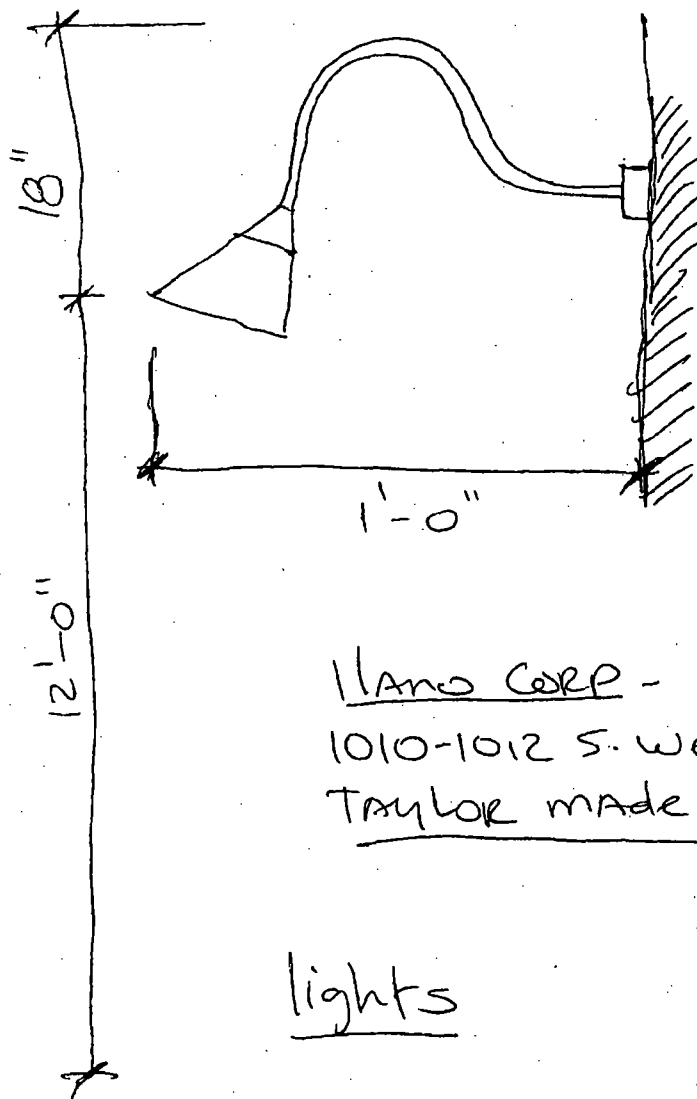 18"
1'-0"
12'-0"
llano CORP -
1010-1012 S. We
TAYLOR MADE
lights